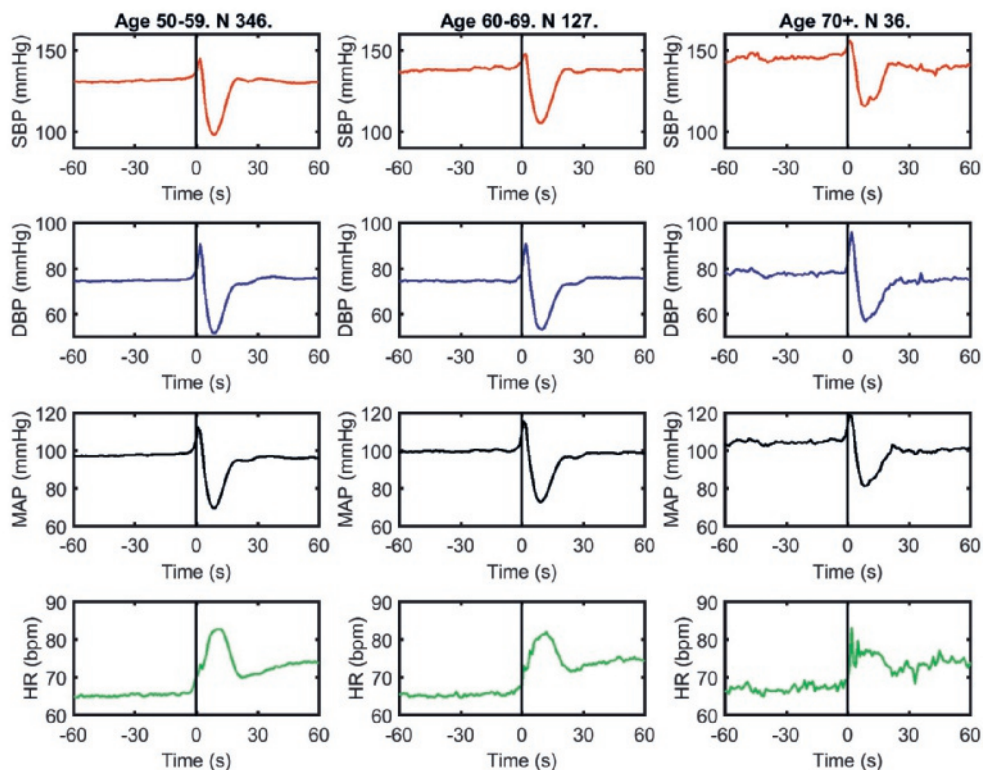 Age 50-59. N 346.
Age 60-69. N 127.
Age 70+. N 36.
SBP (mmHg)
150
100
-60 -30 0 30 60
Time (s)
SBP (mmHg)
150
100
-60 -30 0 30 60
Time (s)
SBP (mmHg)
150
100
-60 -30 0 30 60
Time (s)
DBP (mmHg)
100
80
60
-60 -30 0 30 60
Time (s)
DBP (mmHg)
100
80
60
-60 -30 0 30 60
Time (s)
DBP (mmHg)
100
80
60
-60 -30 0 30 60
Time (s)
MAP (mmHg)
120
100
80
60
-60 -30 0 30 60
Time (s)
MAP (mmHg)
120
100
80
60
-60 -30 0 30 60
Time (s)
MAP (mmHg)
120
100
80
60
-60 -30 0 30 60
Time (s)
HR (bpm)
90
80
70
60
-60 -30 0 30 60
Time (s)
HR (bpm)
90
80
70
60
-60 -30 0 30 60
Time (s)
HR (bpm)
90
80
70
60
-60 -30 0 30 60
Time (s)